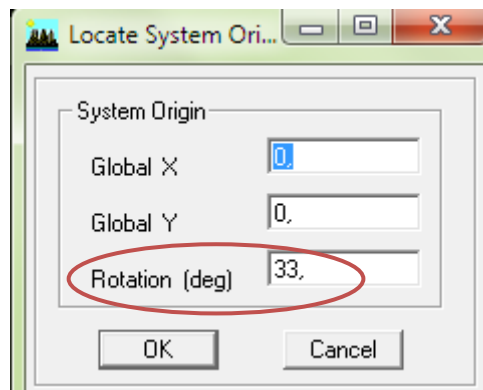 Locate System Ori...
System Origin
Global X 0,
Global Y 0,
Rotation (deg) 33,
OK Cancel